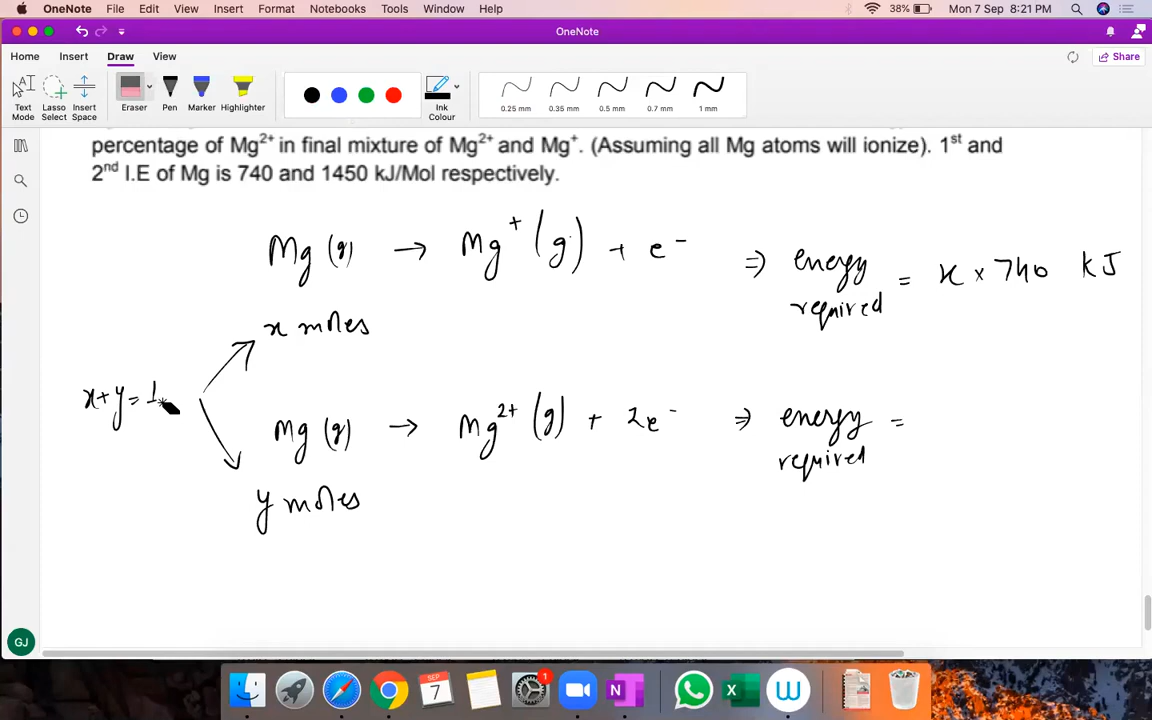 OneNote File Edit View Insert Format Notebooks Tools Window Help 38% Mon 7 Sep 8:21 PM
OneNote
Home Insert Draw View Share
Text Mode Lasso Select Insert Space Eraser Pen Marker Highlighter Ink Colour 0.25 mm 0.35 mm 0.5 mm 0.7 mm 1 mm
percentage of Mg²⁺ in final mixture of Mg²⁺ and Mg⁺. (Assuming all Mg atoms will ionize). 1ˢᵗ and
2ⁿᵈ I.E of Mg is 740 and 1450 kJ/Mol respectively.
Mg (g) → Mg⁺ (g) + e⁻ ⇒ energy required = x × 740 kJ
x moles
x+y=1
Mg (g) → Mg²⁺ (g) + 2e⁻ ⇒ energy required =
y moles
GJ
SEP
7
1
N
X
W